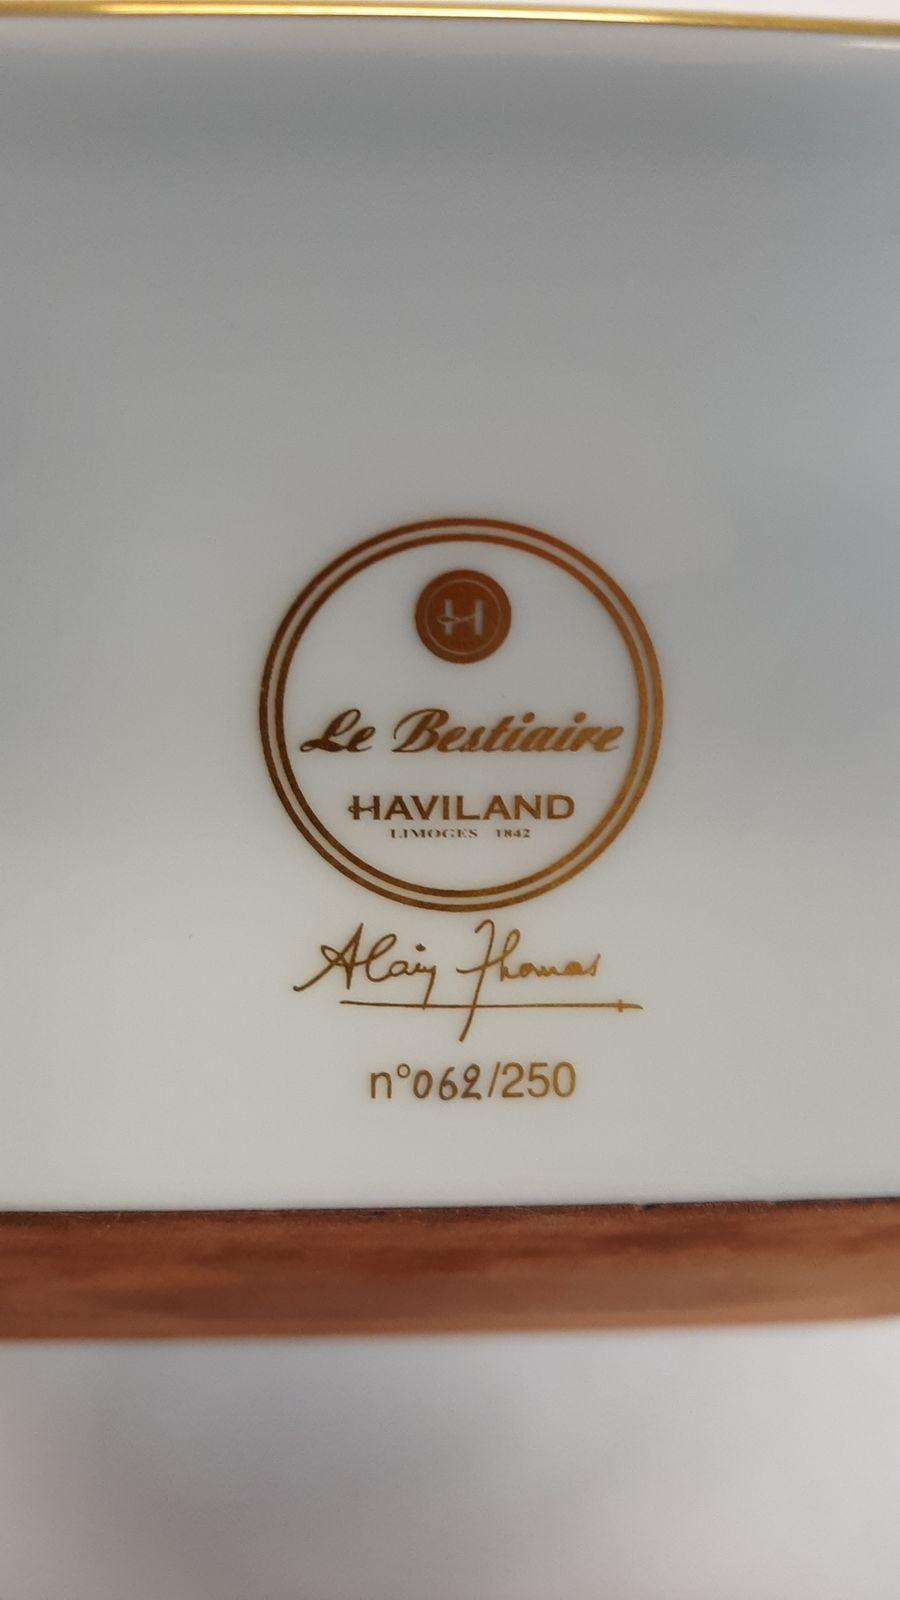 H
Le Bestiaire
HAVILAND
LIMOGES 1842
Alain Thomas
n°062/250